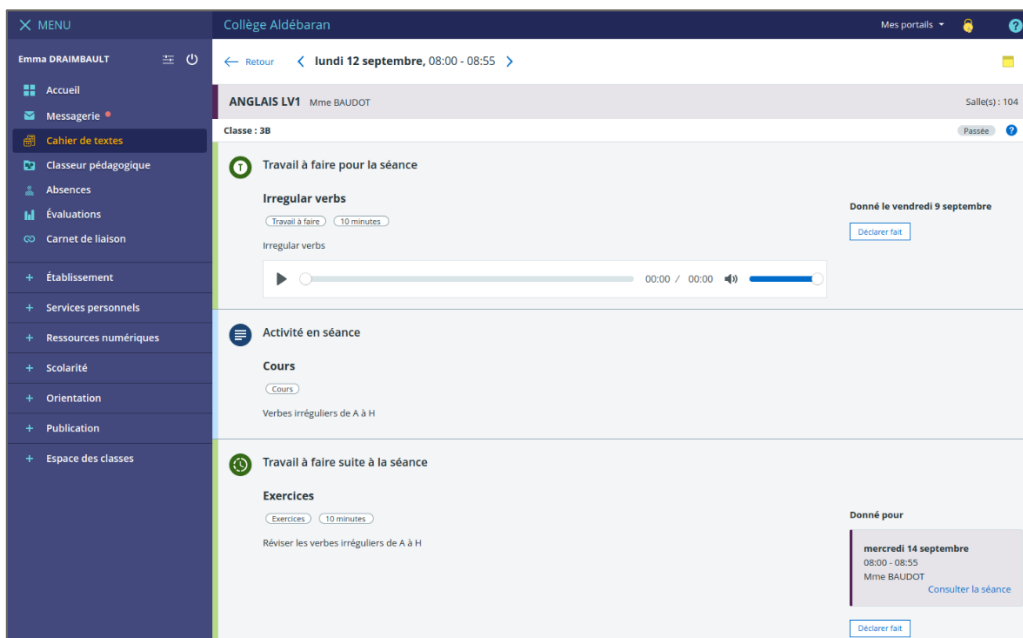 MENU
Collège Aldébaran
Mes portails
Emma DRAIMBAULT
Retour
lundi 12 septembre, 08:00 - 08:55
Accueil
Messagerie
Cahier de textes
Classeur pédagogique
Absences
Évaluations
Carnet de liaison
Établissement
Services personnels
Ressources numériques
Scolarité
Orientation
Publication
Espace des classes
ANGLAIS LV1 Mme BAUDOT
Salle(s) : 104
Classe : 3B
Passée ?
T
Travail à faire pour la séance
Irregular verbs
Travail à faire 10 minutes
Irregular verbs
00:00 / 00:00
Donné le vendredi 9 septembre
Déclarer fait
Activité en séance
Cours
Cours
Verbes irréguliers de A à H
Travail à faire suite à la séance
Exercices
Exercices 10 minutes
Réviser les verbes irréguliers de A à H
Donné pour
mercredi 14 septembre
08:00 - 08:55
Mme BAUDOT
Consulter la séance
Déclarer fait